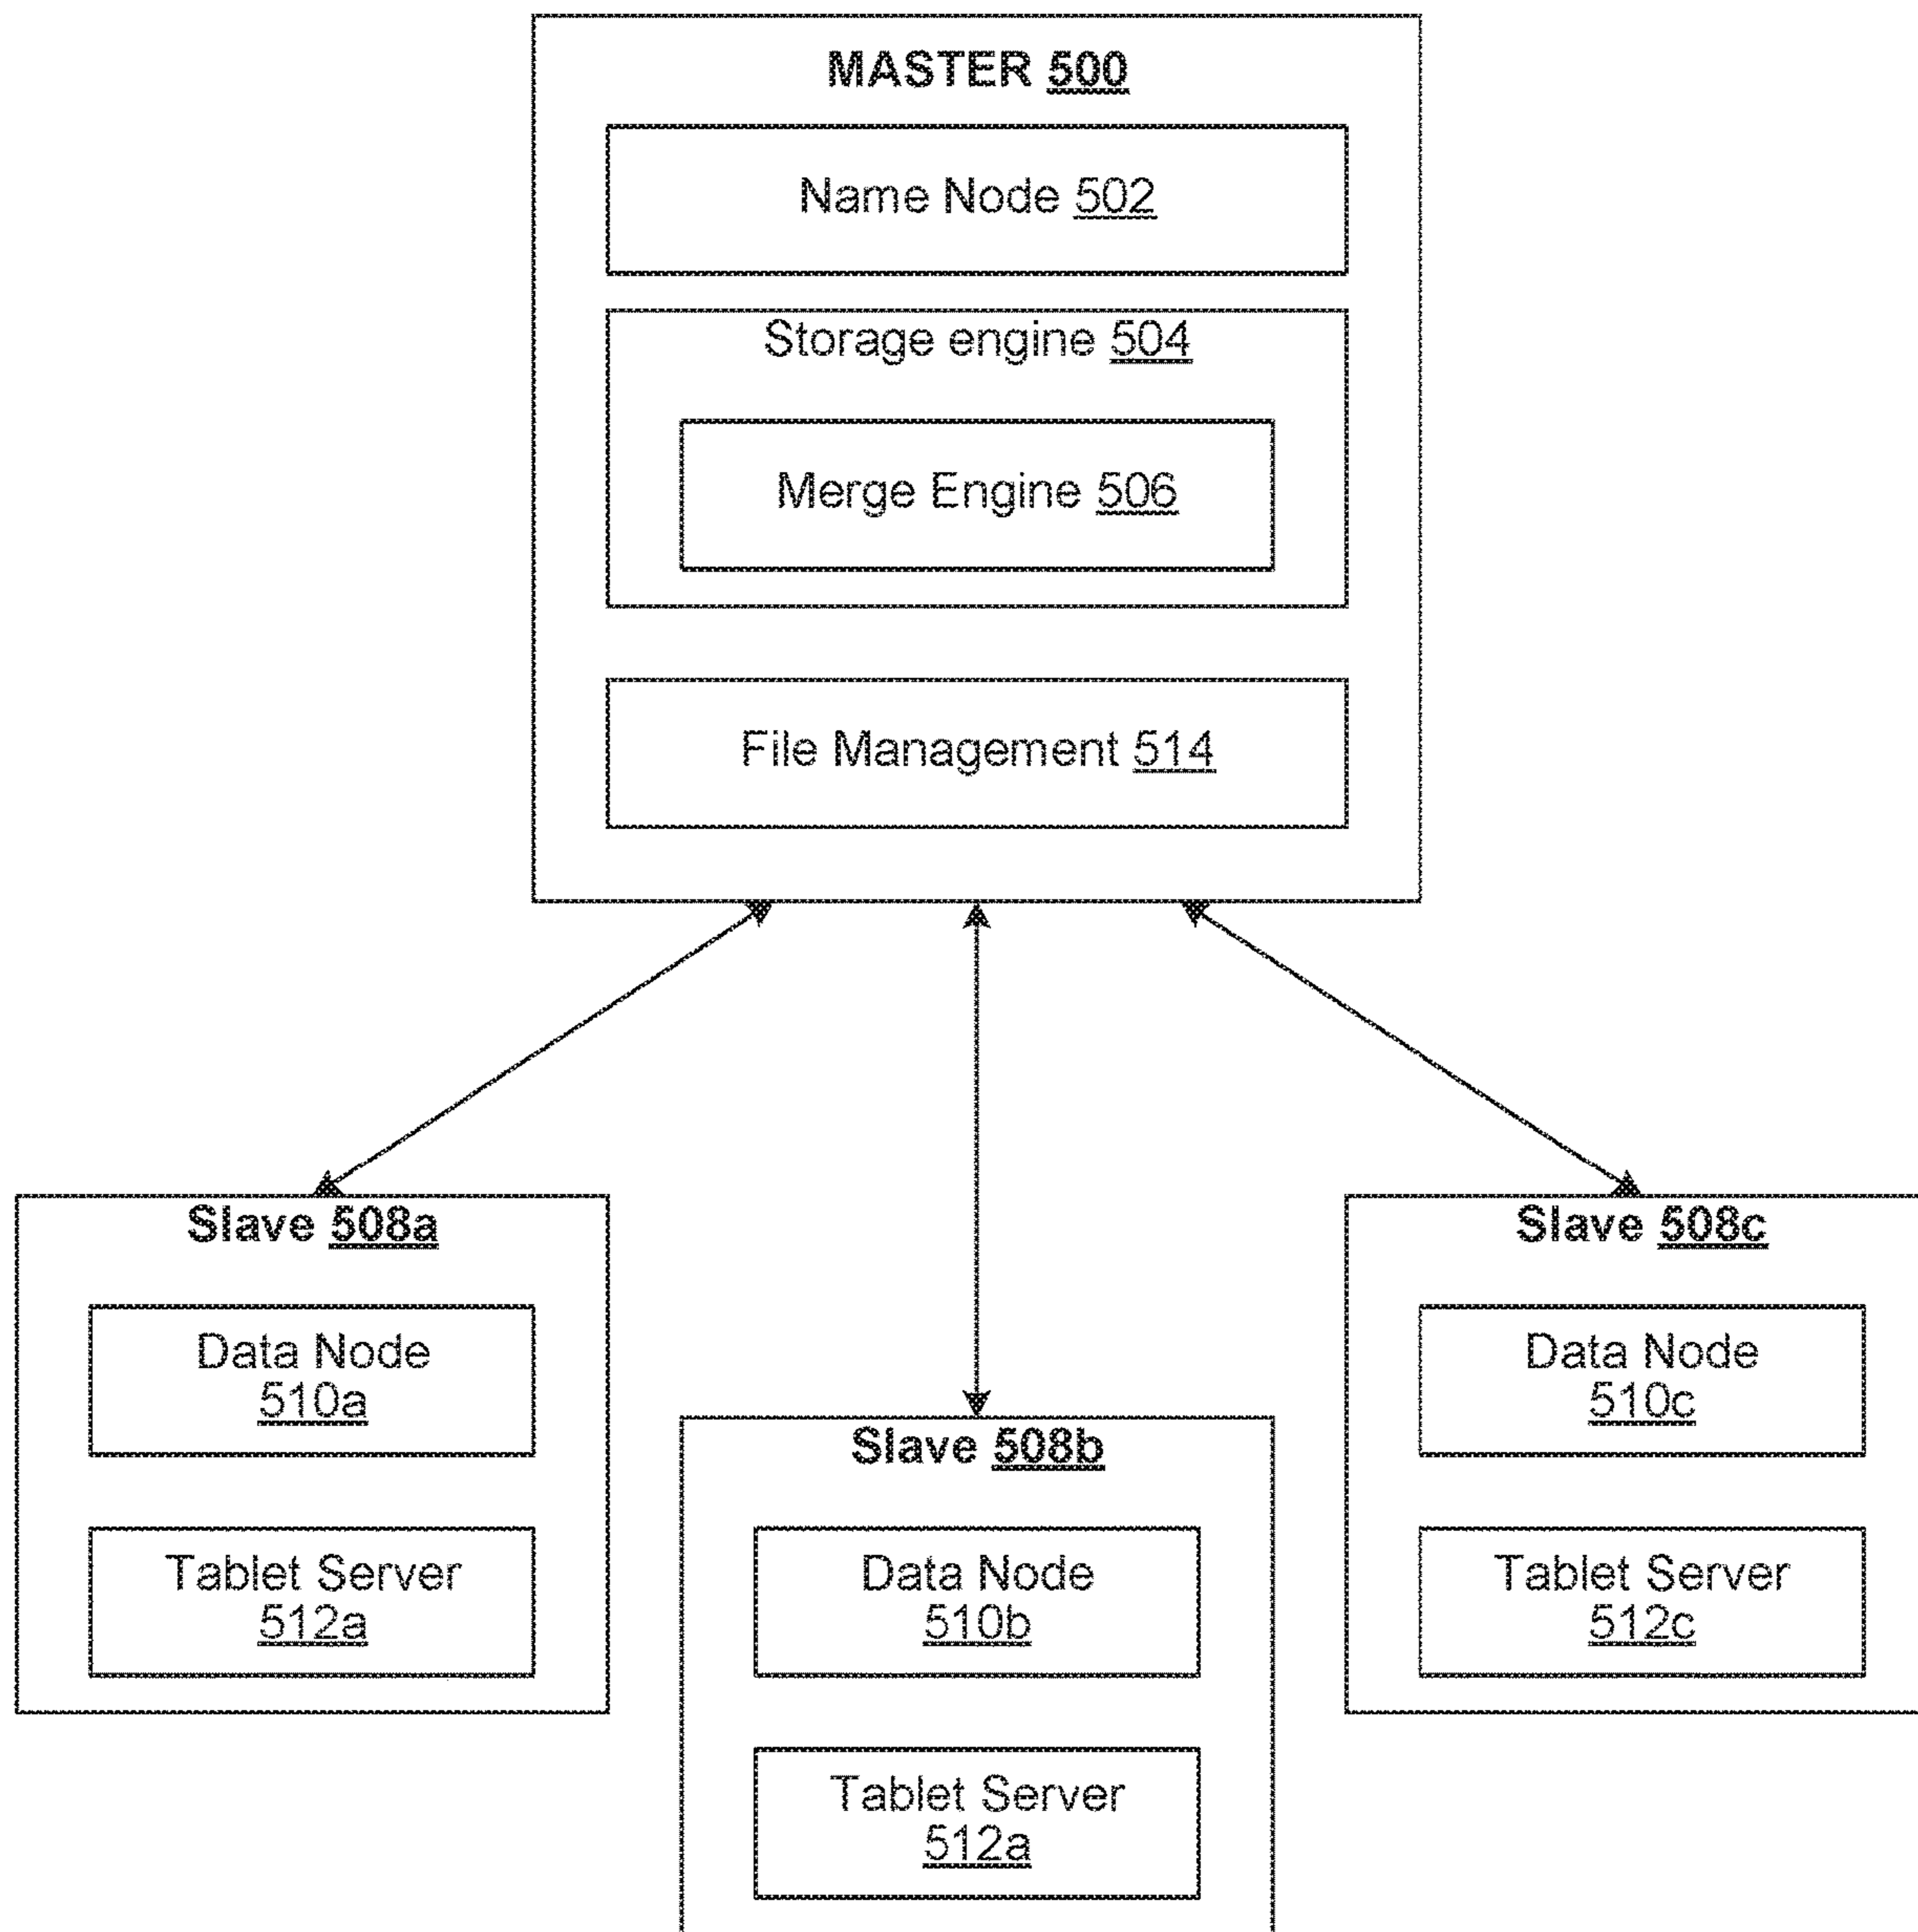 MASTER 500
Name Node 502
Storage engine 504
Merge Engine 506
File Management 514
Slave 508a
Data Node
510a
Tablet Server
512a
Slave 508b
Data Node
510b
Tablet Server
512a
Slave 508c
Data Node
510c
Tablet Server
512c